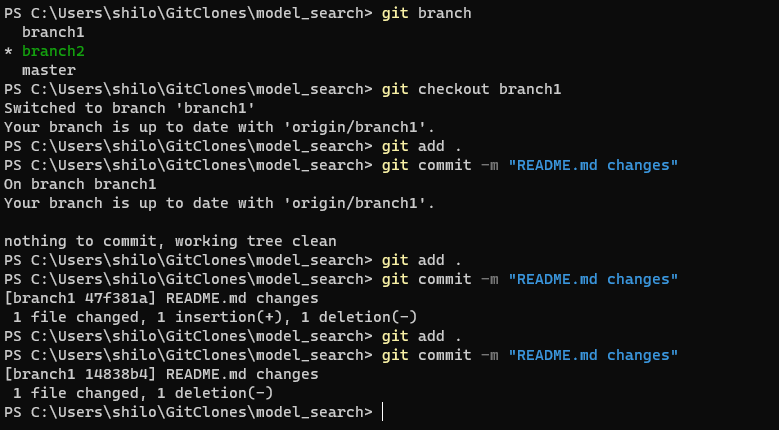 PS C:\Users\shilo\GitClones\model_search> git branch
  branch1
* branch2
  master
PS C:\Users\shilo\GitClones\model_search> git checkout branch1
Switched to branch 'branch1'
Your branch is up to date with 'origin/branch1'.
PS C:\Users\shilo\GitClones\model_search> git add .
PS C:\Users\shilo\GitClones\model_search> git commit -m "README.md changes"
On branch branch1
Your branch is up to date with 'origin/branch1'.

nothing to commit, working tree clean
PS C:\Users\shilo\GitClones\model_search> git add .
PS C:\Users\shilo\GitClones\model_search> git commit -m "README.md changes"
[branch1 47f381a] README.md changes
 1 file changed, 1 insertion(+), 1 deletion(-)
PS C:\Users\shilo\GitClones\model_search> git add .
PS C:\Users\shilo\GitClones\model_search> git commit -m "README.md changes"
[branch1 14838b4] README.md changes
 1 file changed, 1 deletion(-)
PS C:\Users\shilo\GitClones\model_search>